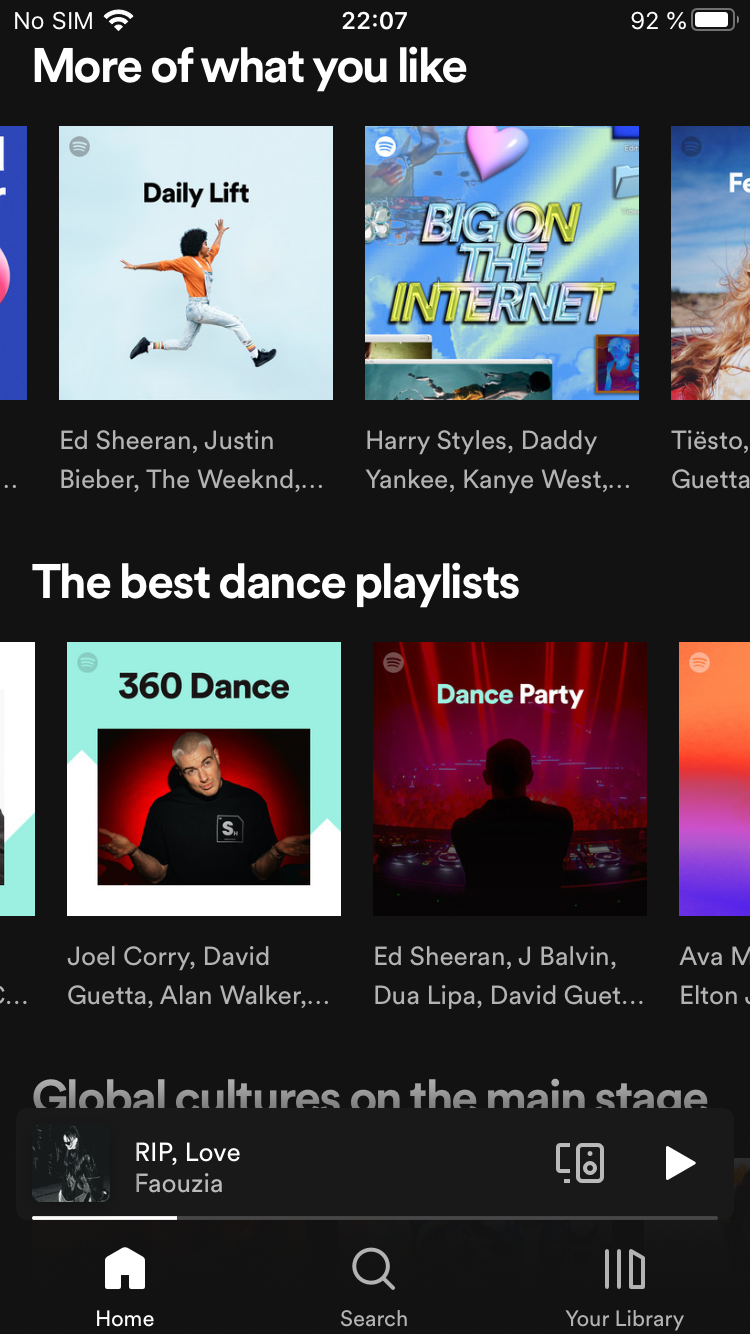 No SIM 22:07 92 %
More of what you like
Daily Lift
BIG ON
THE
INTERNET
Ed Sheeran, Justin
Bieber, The Weeknd,...
Harry Styles, Daddy
Yankee, Kanye West,...
Tiësto,
Guetta
The best dance playlists
360 Dance
S
Dance Party
Joel Corry, David
Guetta, Alan Walker,...
Ed Sheeran, J Balvin,
Dua Lipa, David Guet...
Ava M
Elton J
Global cultures on the main stage
RIP, Love
Faouzia
Home
Search
Your Library